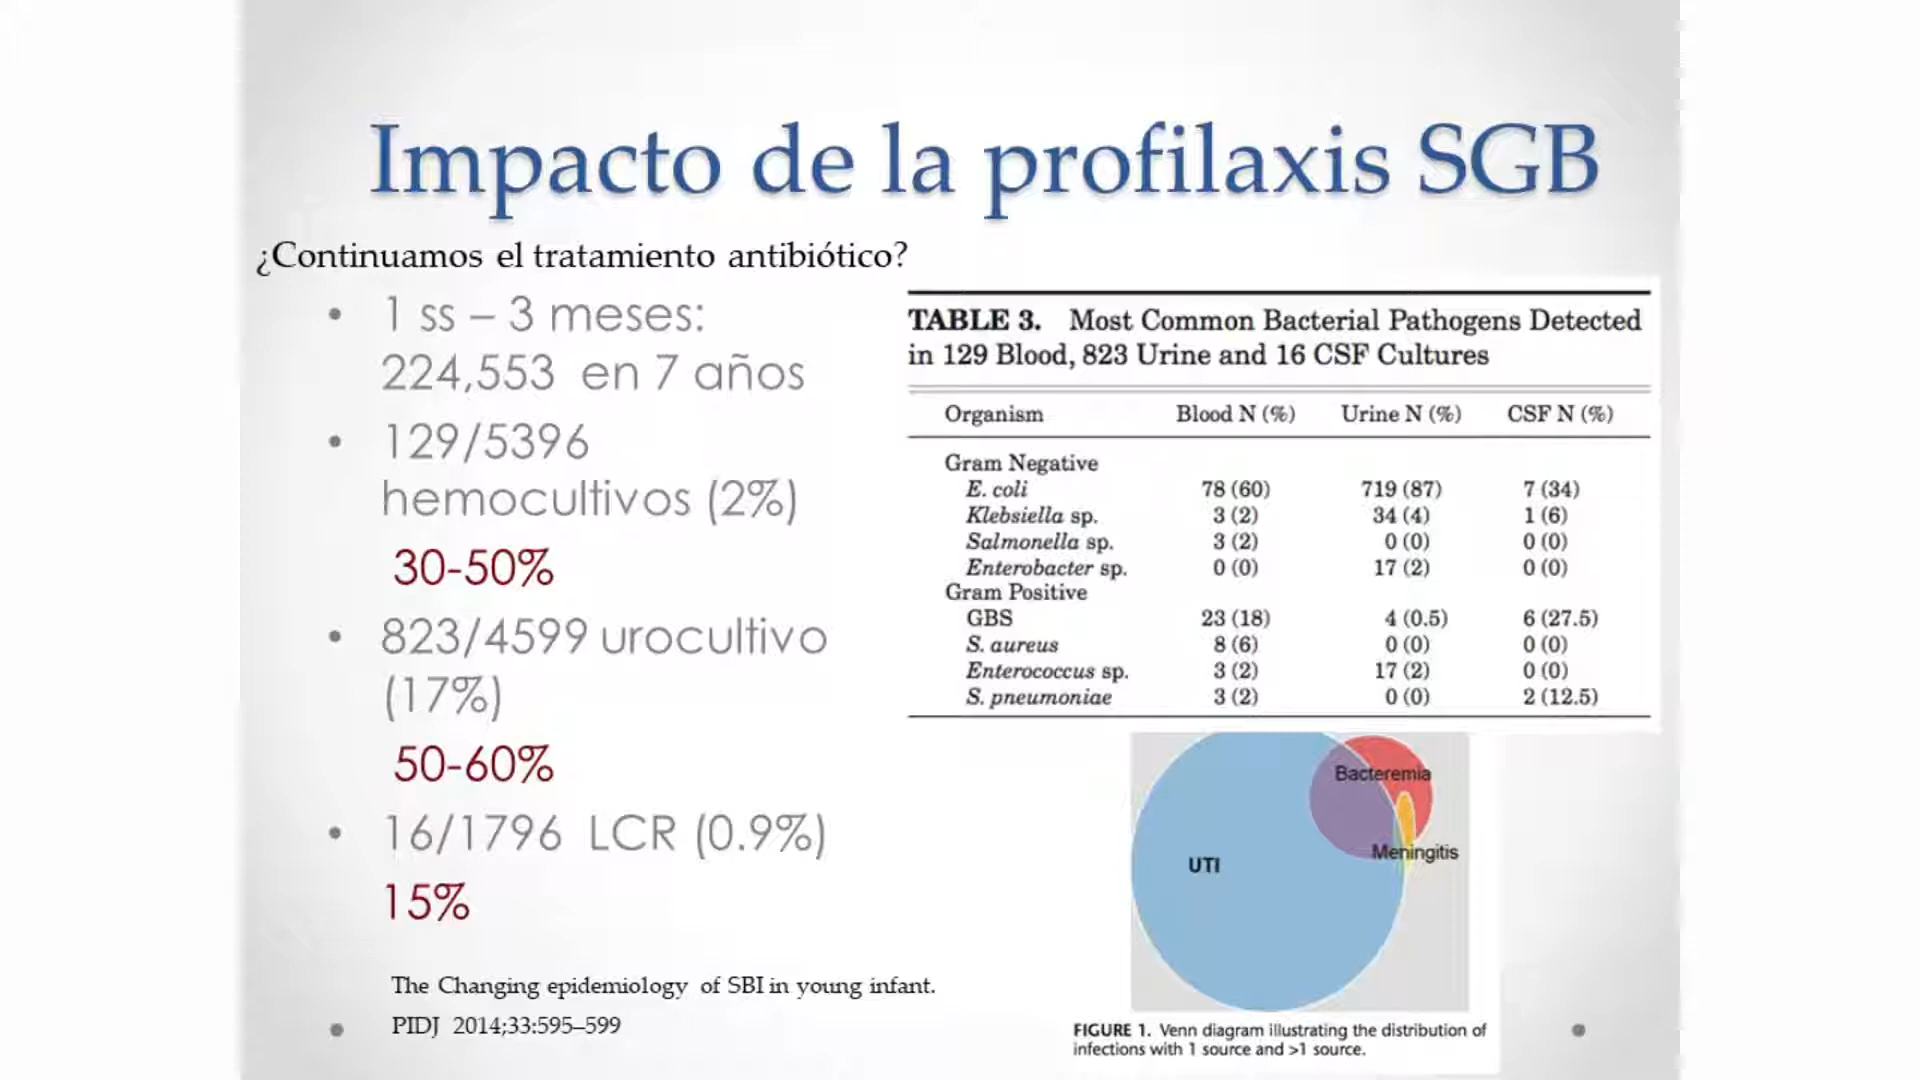 Impacto de la profilaxis SGB
¿Continuamos el tratamiento antibiótico?
• 1 ss – 3 meses:
224,553 en 7 años
• 129/5396
hemocultivos (2%)
30-50%
• 823/4599 urocultivo
(17%)
50-60%
• 16/1796 LCR (0.9%)
15%
The Changing epidemiology of SBI in young infant.
PIDJ 2014;33:595–599
TABLE 3. Most Common Bacterial Pathogens Detected
in 129 Blood, 823 Urine and 16 CSF Cultures
Organism Blood N (%) Urine N (%) CSF N (%)
Gram Negative
E. coli 78 (60) 719 (87) 7 (34)
Klebsiella sp. 3 (2) 34 (4) 1 (6)
Salmonella sp. 3 (2) 0 (0) 0 (0)
Enterobacter sp. 0 (0) 17 (2) 0 (0)
Gram Positive
GBS 23 (18) 4 (0.5) 6 (27.5)
S. aureus 8 (6) 0 (0) 0 (0)
Enterococcus sp. 3 (2) 17 (2) 0 (0)
S. pneumoniae 3 (2) 0 (0) 2 (12.5)
Bacteremia
Meningitis
UTI
FIGURE 1. Venn diagram illustrating the distribution of
infections with 1 source and >1 source.